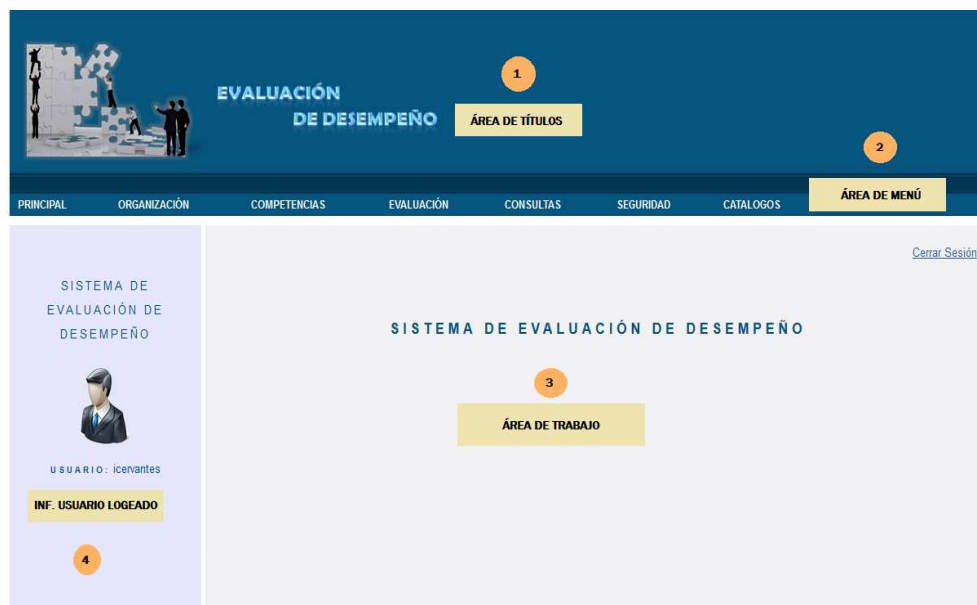 1
EVALUACIÓN
DE DESEMPEÑO
ÁREA DE TÍTULOS
2
ÁREA DE MENÚ
PRINCIPAL ORGANIZACIÓN COMPETENCIAS EVALUACIÓN CONSULTAS SEGURIDAD CATALOGOS
Cerrar Sesión
SISTEMA DE
EVALUACIÓN DE
DESEMPEÑO
SISTEMA DE EVALUACIÓN DE DESEMPEÑO
3
ÁREA DE TRABAJO
USUARIO: icervantes
INF. USUARIO LOGEADO
4